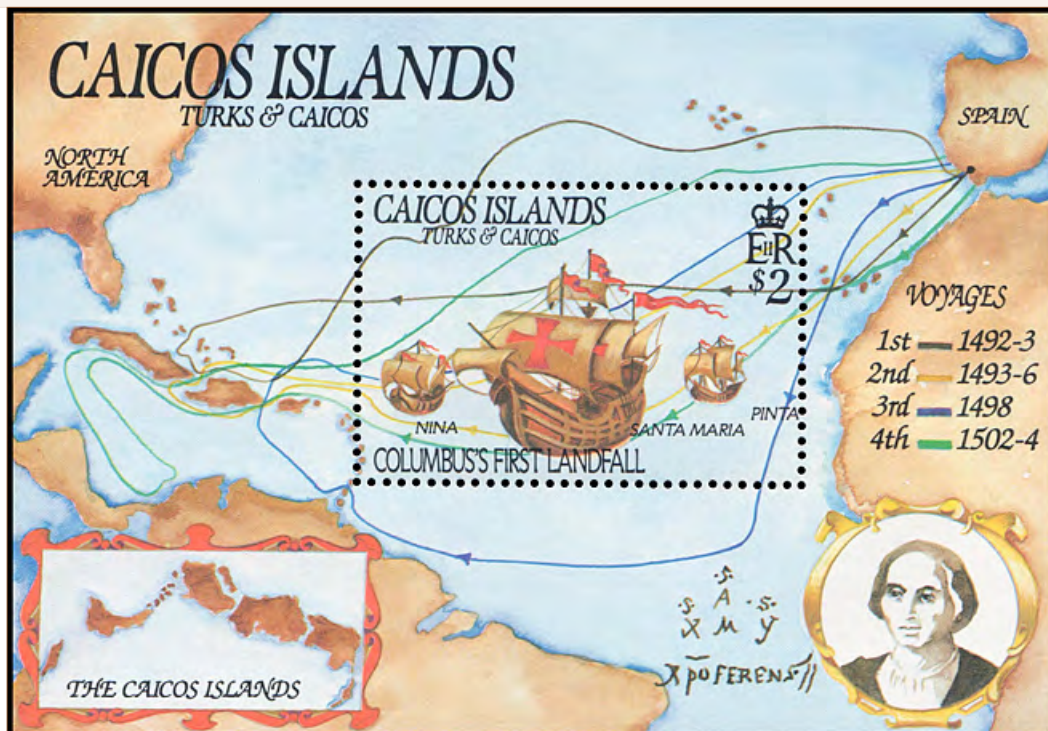 CAICOS ISLANDS
TURKS & CAICOS
NORTH
AMERICA
SPAIN
CAICOS ISLANDS
TURKS & CAICOS
EIIR
$2
VOYAGES
1st 1492-3
2nd 1493-6
3rd 1498
4th 1502-4
NINA
SANTA MARIA
PINTA
COLUMBUS'S FIRST LANDFALL
.S.
.S. A .S.
X M Y
XpoFERENS//
THE CAICOS ISLANDS